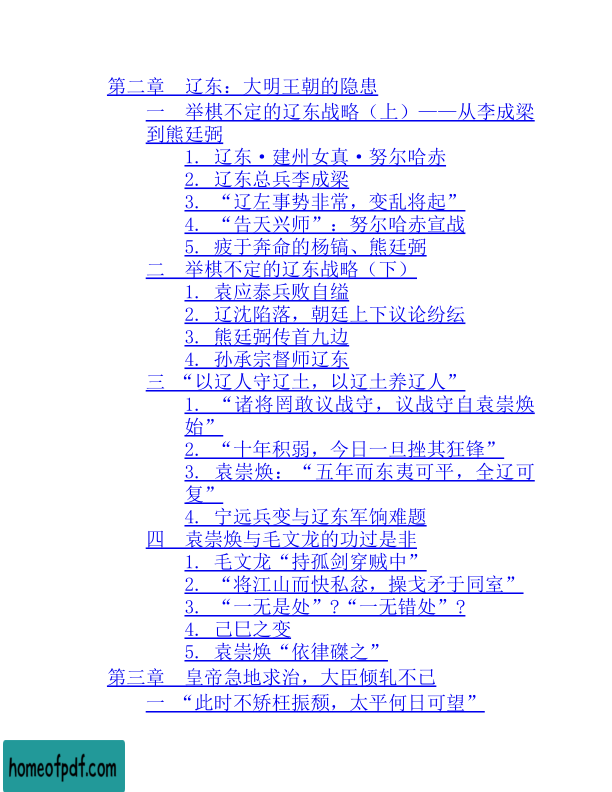 第二章　辽东：大明王朝的隐患
一　举棋不定的辽东战略（上）——从李成梁
到熊廷弼
1. 辽东·建州女真·努尔哈赤
2. 辽东总兵李成梁
3. “辽左事势非常，变乱将起”
4. “告天兴师”：努尔哈赤宣战
5. 疲于奔命的杨镐、熊廷弼
二　举棋不定的辽东战略（下）
1. 袁应泰兵败自缢
2. 辽沈陷落，朝廷上下议论纷纭
3. 熊廷弼传首九边
4. 孙承宗督师辽东
三　“以辽人守辽土，以辽土养辽人”
1. “诸将罔敢议战守，议战守自袁崇焕
始”
2. “十年积弱，今日一旦挫其狂锋”
3. 袁崇焕：“五年而东夷可平，全辽可
复”
4. 宁远兵变与辽东军饷难题
四　袁崇焕与毛文龙的功过是非
1. 毛文龙“持孤剑穿贼中”
2. “将江山而快私忿，操戈矛于同室”
3. “一无是处”?“一无错处”?
4. 己巳之变
5. 袁崇焕“依律磔之”
第三章　皇帝急地求治，大臣倾轧不已
一　“此时不矫枉振颓，太平何日可望”
homeofpdf.com